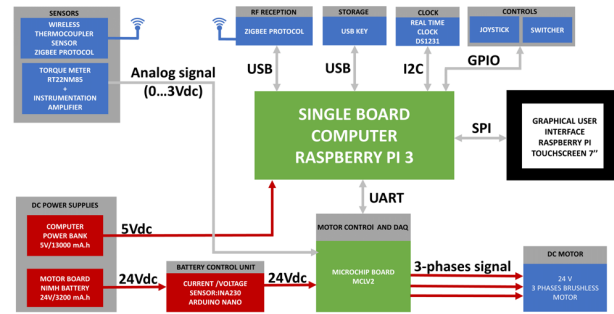 SENSORS
WIRELESS
THERMOCOUPLER
SENSOR
ZIGBEE PROTOCOL
TORQUE METER
RT22NM85
+
INSTRUMENTATION
AMPLIFIER
RF RECEPTION
ZIGBEE PROTOCOL
STORAGE
USB KEY
CLOCK
REAL TIME
CLOCK
DS1231
CONTROLS
JOYSTICK
SWITCHER
Analog signal
(0...3Vdc)
USB
USB
I2C
GPIO
SINGLE BOARD
COMPUTER
RASPBERRY PI 3
SPI
GRAPHICAL USER
INTERFACE
RASPBERRY PI
TOUCHSCREEN 7"
UART
DC POWER SUPPLIES
COMPUTER
POWER BANK
5V/13000 mA.h
5Vdc
MOTOR BOARD
NIMH BATTERY
24V/3200 mA.h
24Vdc
BATTERY CONTROL UNIT
CURRENT /VOLTAGE
SENSOR:INA230
ARDUINO NANO
24Vdc
MOTOR CONTROL AND DAQ
MICROCHIP BOARD
MCLV2
3-phases signal
DC MOTOR
24 V
3 PHASES BRUSHLESS
MOTOR